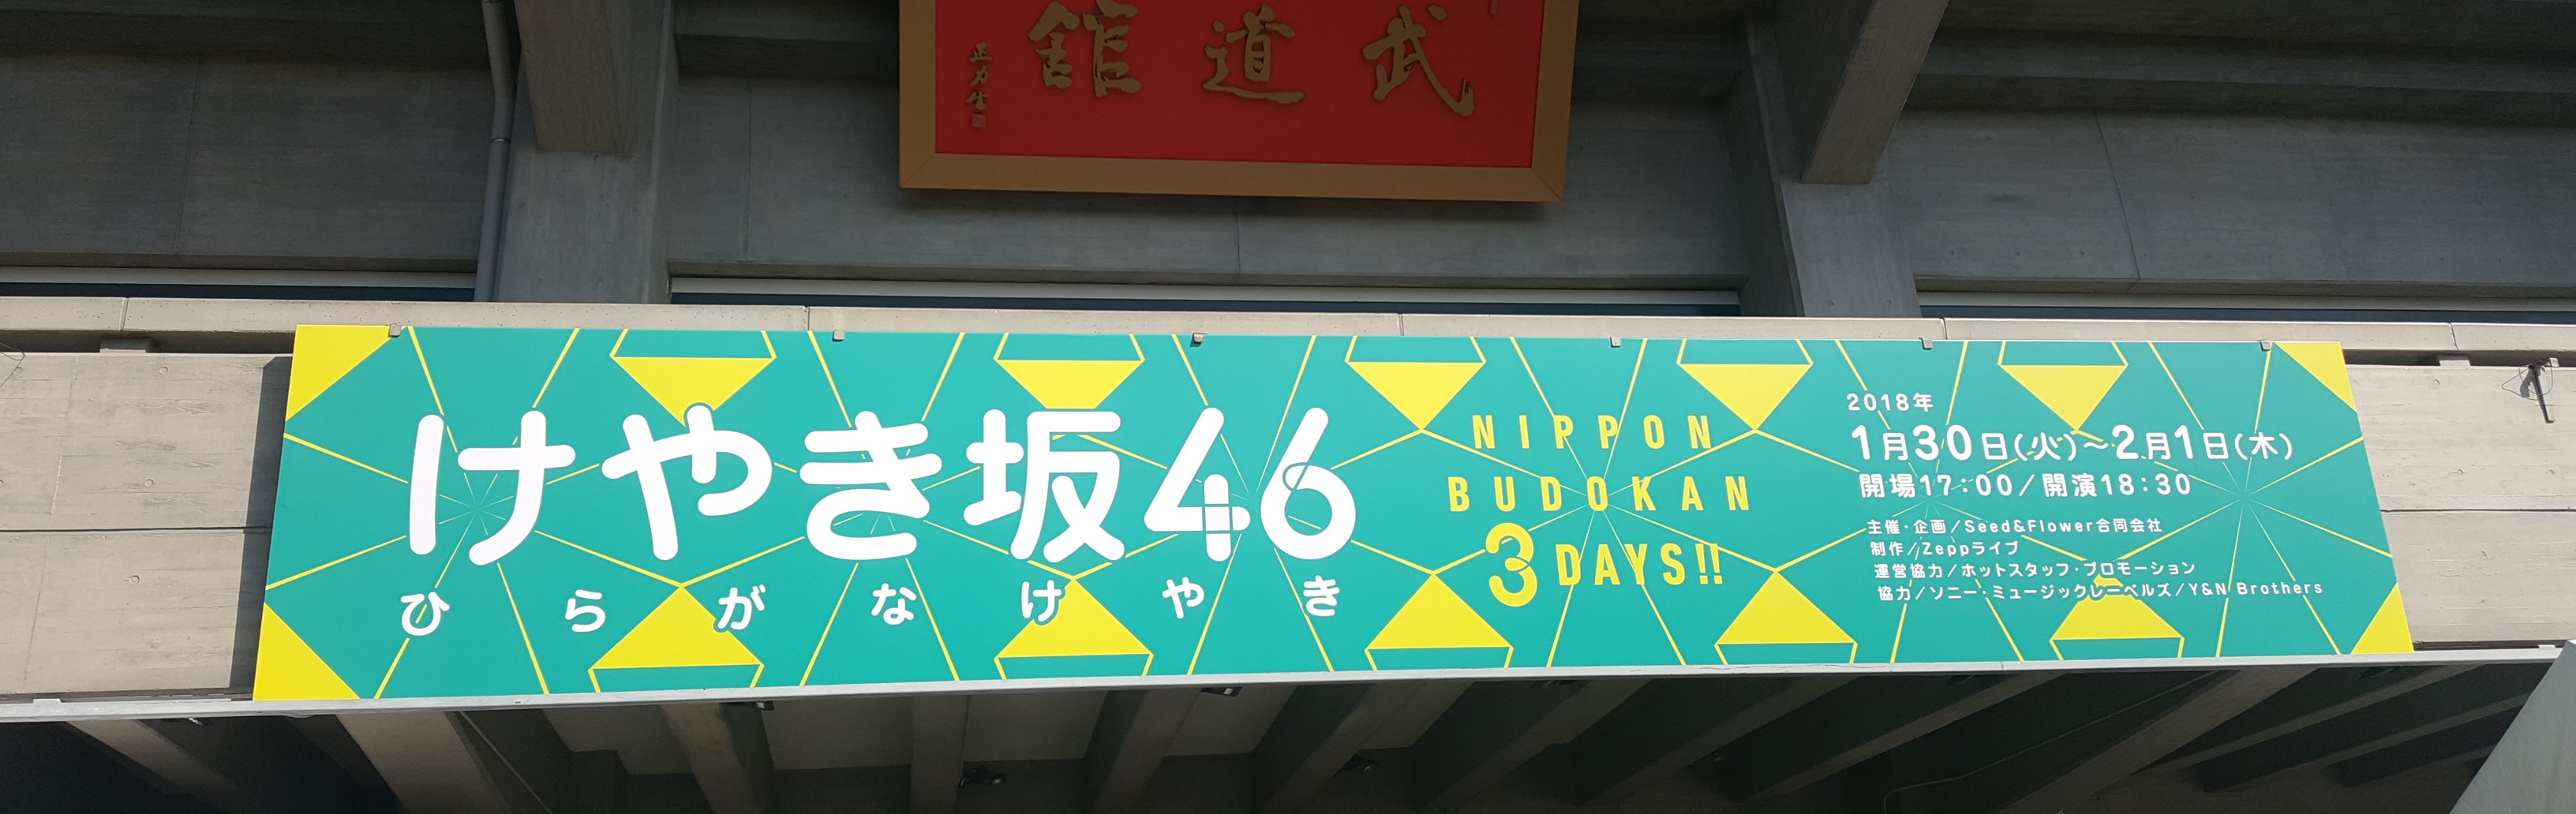 武道館
正力生
けやき坂46
ひらがなけやき
NIPPON
BUDOKAN
3DAYS!!
2018年
1月30日(火)~2月1日(木)
開場17:00/開演18:30
主催・企画/Seed&Flower合同会社
制作/Zeppライブ
運営協力/ホットスタッフ・プロモーション
協力/ソニー・ミュージックレーベルズ/Y&N Brothers